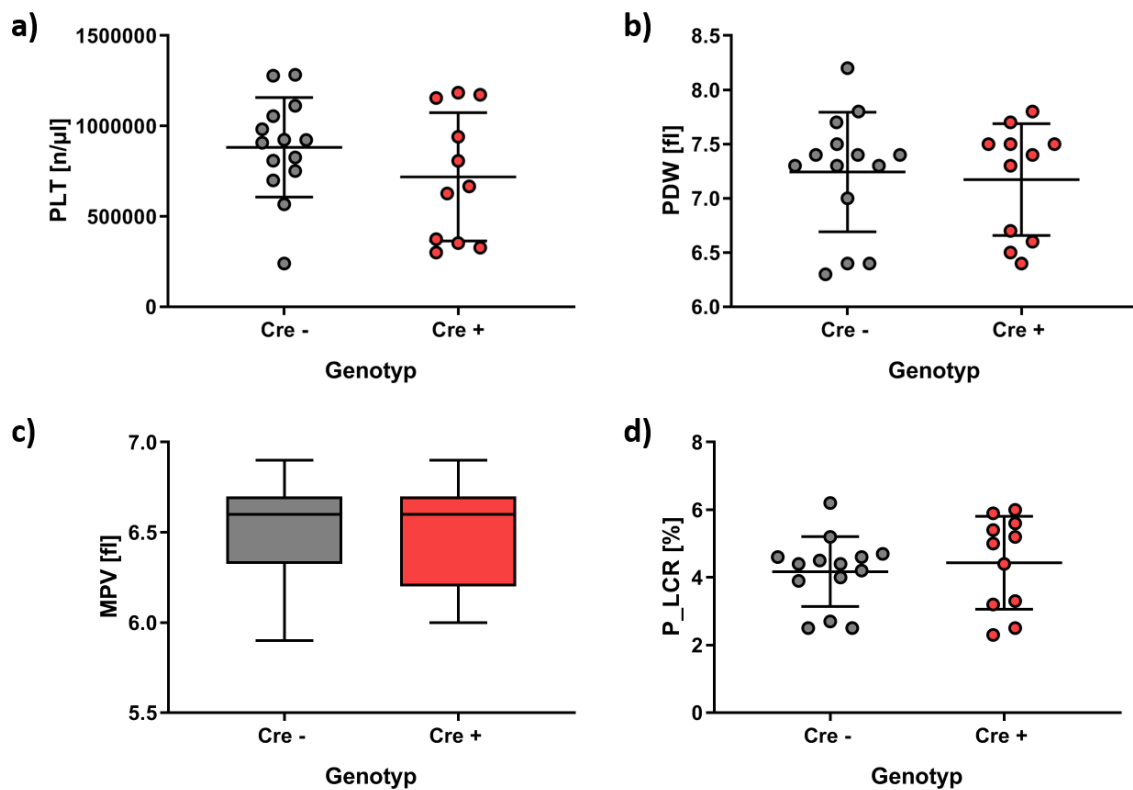 a)
PLT [n/µl]
1500000
1000000
500000
0
Cre -
Cre +
Genotyp
b)
PDW [fl]
8.5
8.0
7.5
7.0
6.5
6.0
Cre -
Cre +
Genotyp
c)
MPV [fl]
7.0
6.5
6.0
5.5
Cre -
Cre +
Genotyp
d)
P_LCR [%]
8
6
4
2
0
Cre -
Cre +
Genotyp